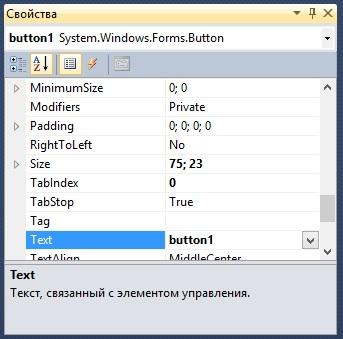 Свойства
button1 System.Windows.Forms.Button
MinimumSize 0; 0
Modifiers Private
Padding 0; 0; 0; 0
RightToLeft No
Size 75; 23
TabIndex 0
TabStop True
Tag
Text button1
TextAlign MiddleCenter
Text
Текст, связанный с элементом управления.